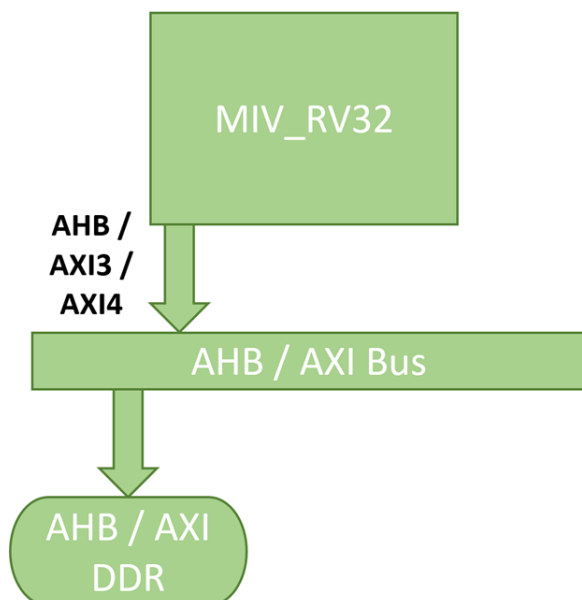 MIV_RV32
AHB /
AXI3 /
AXI4
AHB / AXI Bus
AHB / AXI
DDR